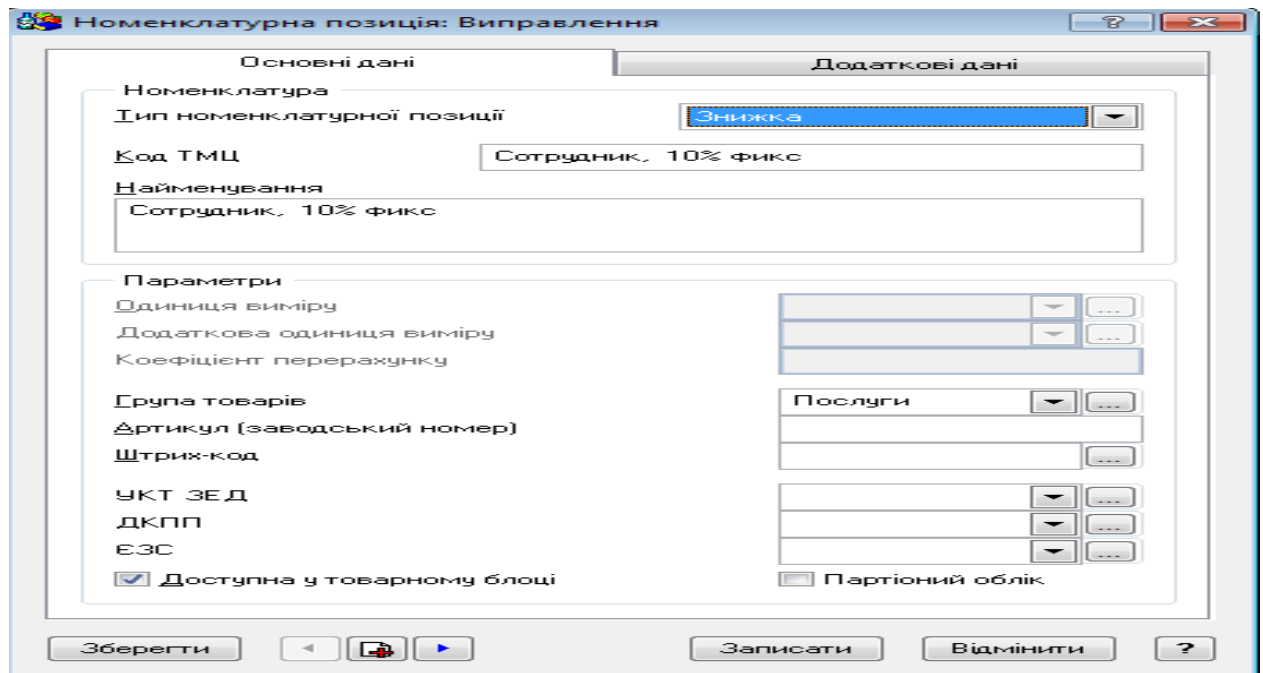 Номенклатурна позиція: Виправлення
?
Основні дані
Додаткові дані
Номенклатура
Тип номенклатурної позиції Знижка
Код ТМЦ Сотрудник, 10% фикс
Найменування
Сотрудник, 10% фикс
Параметри
Одиниця виміру ...
Додаткова одиниця виміру ...
Коефіцієнт перерахунку
Група товарів Послуги ...
Артикул (заводський номер)
Штрих-код ...
УКТ ЗЕД ...
ДКПП ...
ЄЗС ...
Доступна у товарному блоці Партіоний облік
Зберегти Записати Відмінити ?